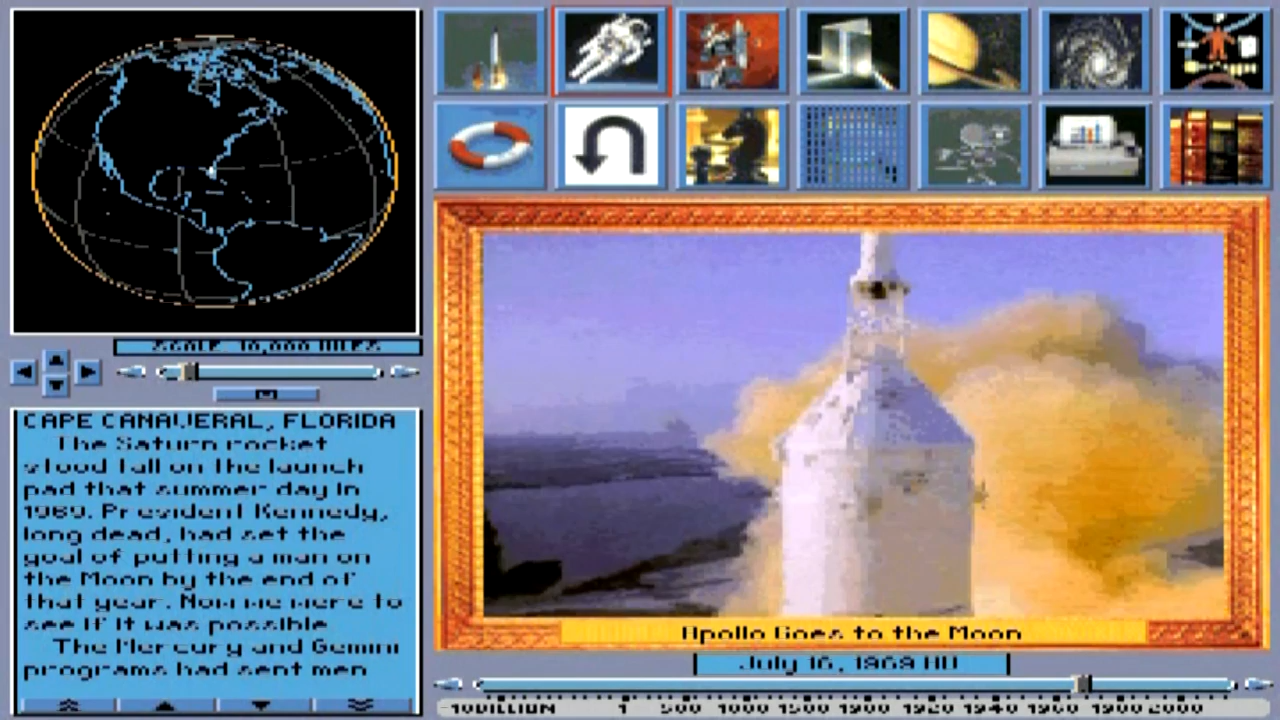 SCALE 10,000 MILES
CAPE CANAVERAL, FLORIDA
The Saturn rocket
stood tall on the launch
pad that summer day in
1969. President Kennedy,
long dead, had set the
goal of putting a man on
the Moon by the end of
that year. Now we were to
see if it was possible
The Mercury and Gemini
programs had sent men
Apollo Goes to the Moon
July 16, 1969 AD
-10BILLION 1 500 1000 1500 1900 1920 1940 1960 1980 2000